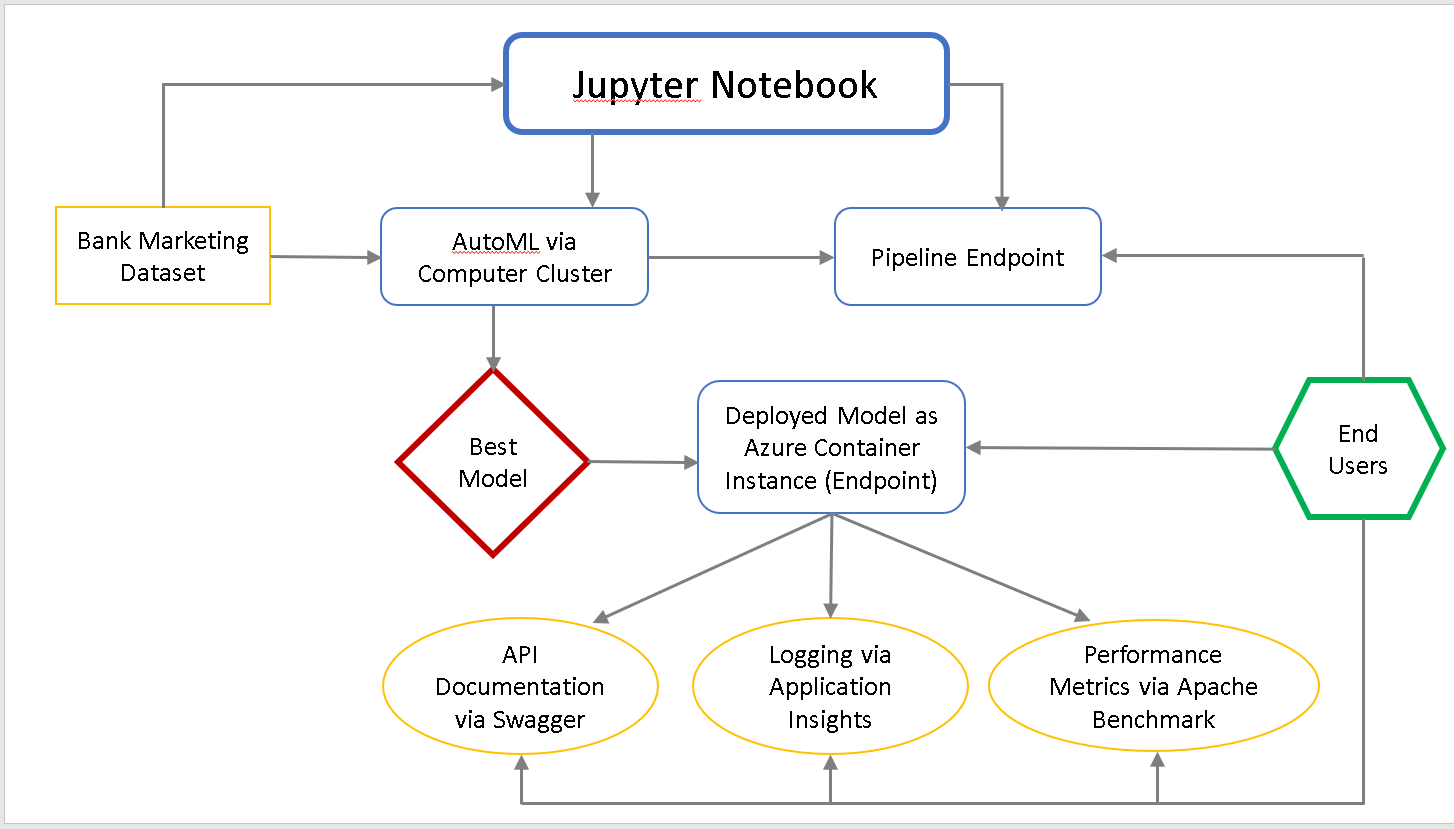 Jupyter Notebook
Bank Marketing
Dataset
AutoML via
Computer Cluster
Pipeline Endpoint
Best
Model
Deployed Model as
Azure Container
Instance (Endpoint)
End
Users
API
Documentation
via Swagger
Logging via
Application
Insights
Performance
Metrics via Apache
Benchmark